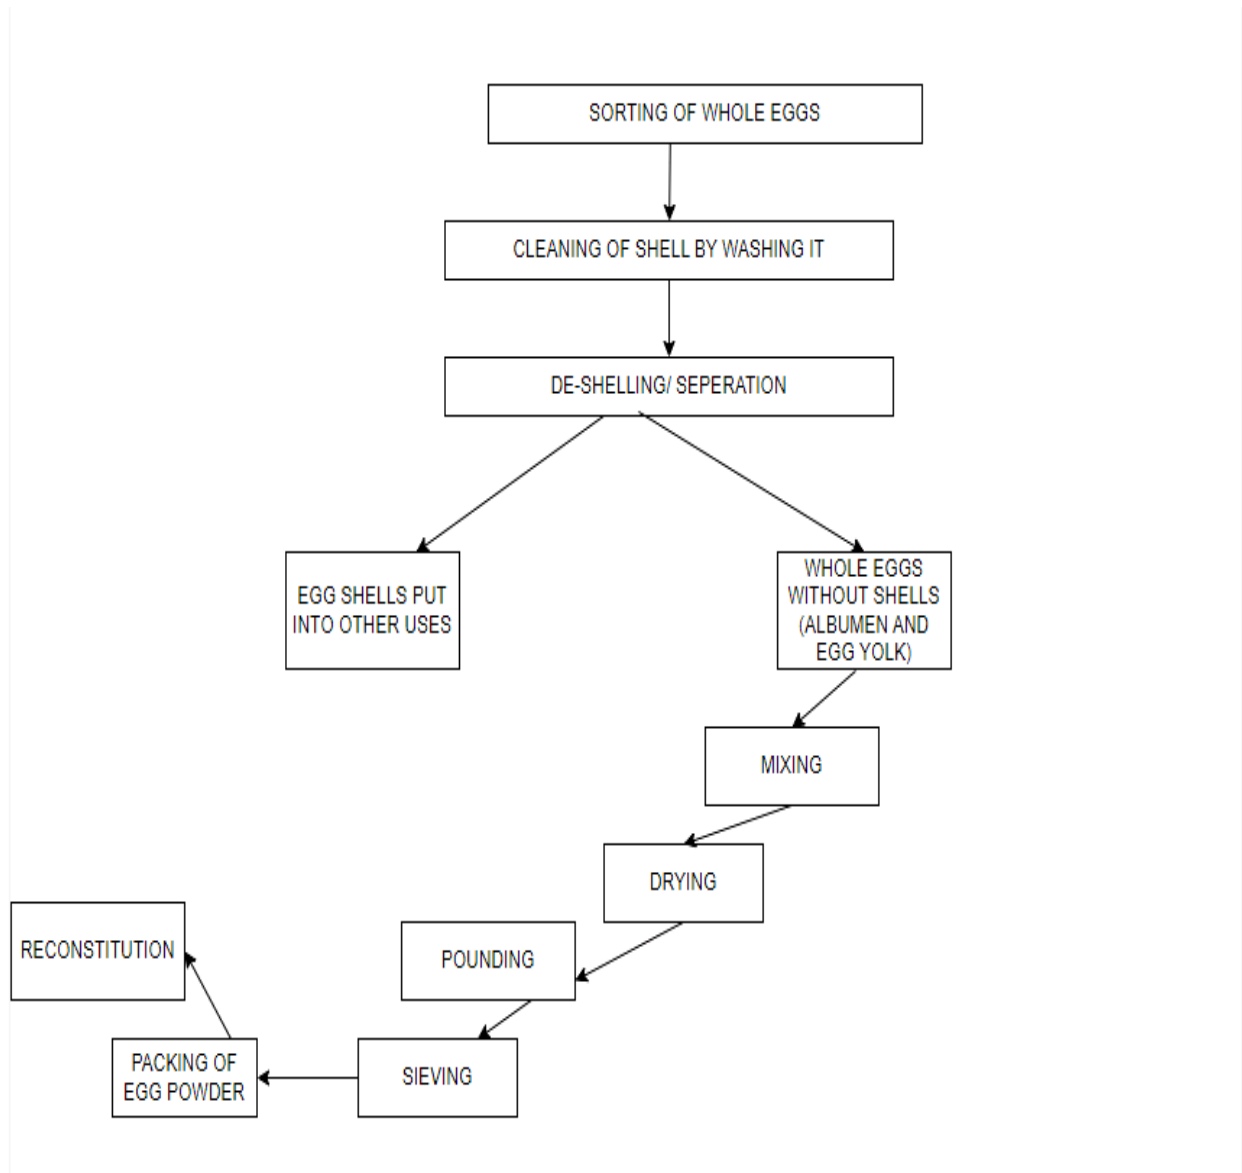 SORTING OF WHOLE EGGS
CLEANING OF SHELL BY WASHING IT
DE-SHELLING/ SEPERATION
EGG SHELLS PUT
INTO OTHER USES
WHOLE EGGS
WITHOUT SHELLS
(ALBUMEN AND
EGG YOLK)
MIXING
DRYING
POUNDING
SIEVING
PACKING OF
EGG POWDER
RECONSTITUTION